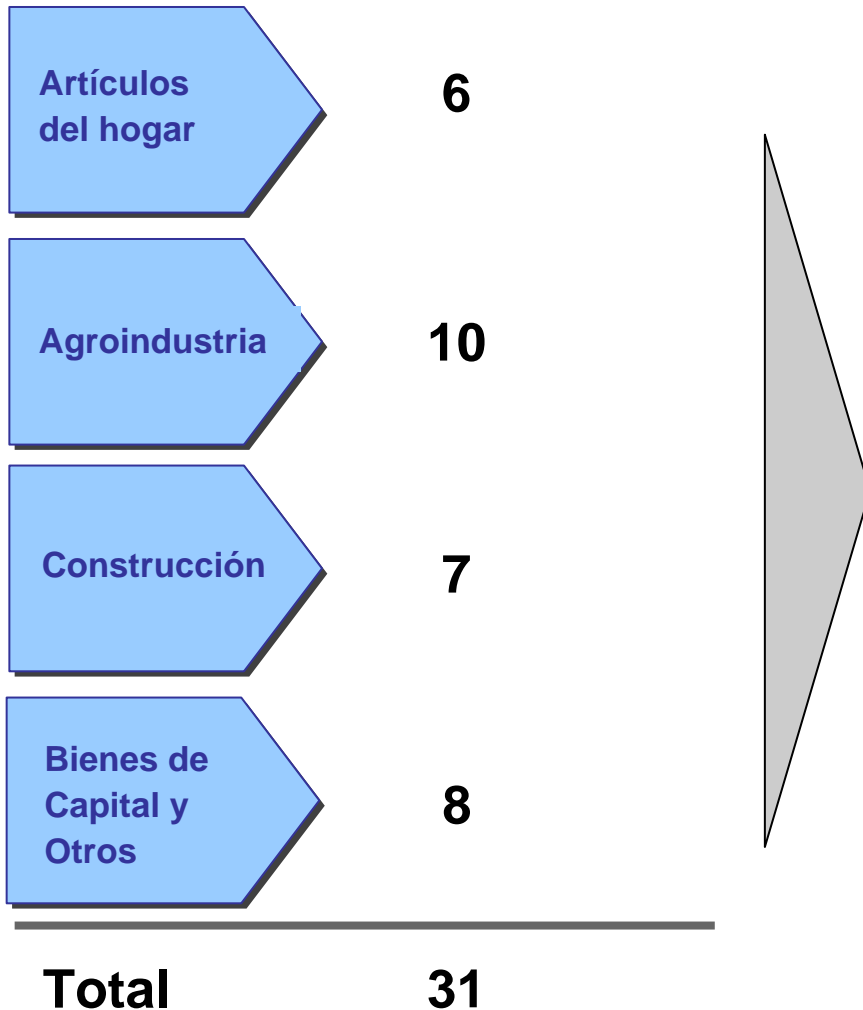 Artículos
del hogar
6
Agroindustria
10
Construcción
7
Bienes de
Capital y
Otros
8
Total 31